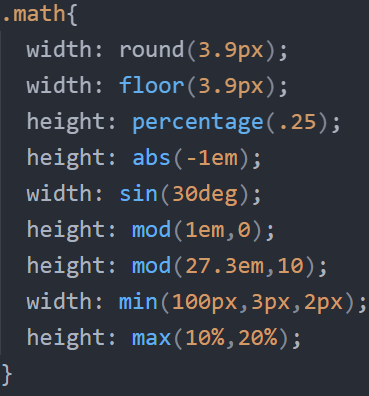 .math{
  width: round(3.9px);
  width: floor(3.9px);
  height: percentage(.25);
  height: abs(-1em);
  width: sin(30deg);
  height: mod(1em,0);
  height: mod(27.3em,10);
  width: min(100px,3px,2px);
  height: max(10%,20%);
}